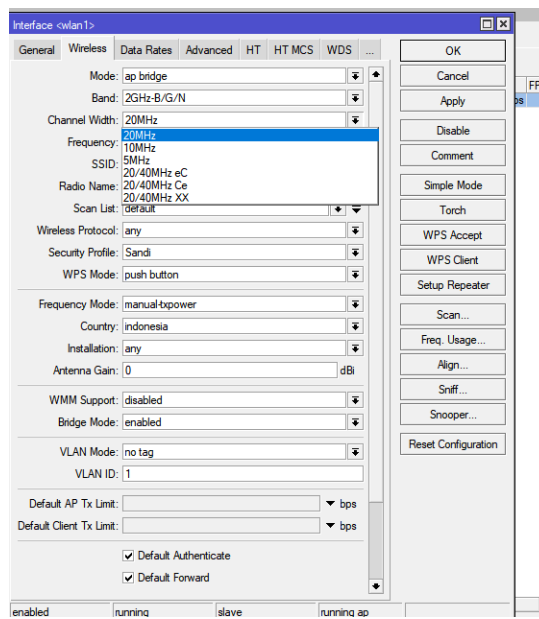 Interface <wlan1>
General Wireless Data Rates Advanced HT HT MCS WDS ...
Mode: ap bridge
Band: 2GHz-B/G/N
Channel Width: 20MHz
20MHz
10MHz
5MHz
20/40MHz eC
20/40MHz Ce
20/40MHz XX
Frequency:
SSID:
Radio Name:
Scan List: default
Wireless Protocol: any
Security Profile: Sandi
WPS Mode: push button
Frequency Mode: manual-txpower
Country: indonesia
Installation: any
Antenna Gain: 0 dBi
WMM Support: disabled
Bridge Mode: enabled
VLAN Mode: no tag
VLAN ID: 1
Default AP Tx Limit: bps
Default Client Tx Limit: bps
Default Authenticate
Default Forward
OK
Cancel
Apply
Disable
Comment
Simple Mode
Torch
WPS Accept
WPS Client
Setup Repeater
Scan...
Freq. Usage...
Align...
Sniff...
Snooper...
Reset Configuration
enabled running slave running ap